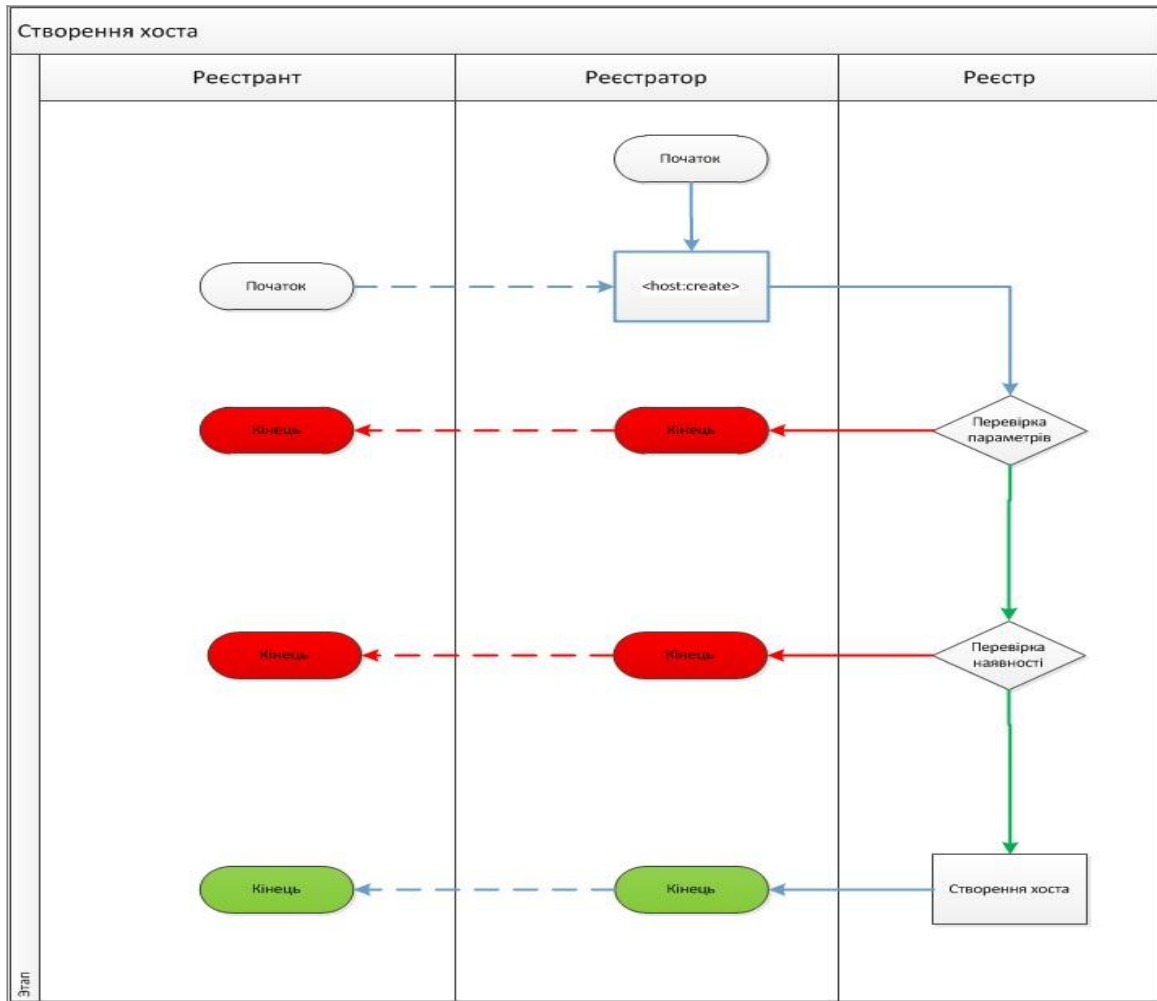 Створення хоста
Реєстрант
Реєстратор
Реєстр
Початок
Початок
<host:create>
Кінець
Кінець
Перевірка
параметрів
Кінець
Кінець
Перевірка
наявності
Кінець
Кінець
Створення хоста
Этап